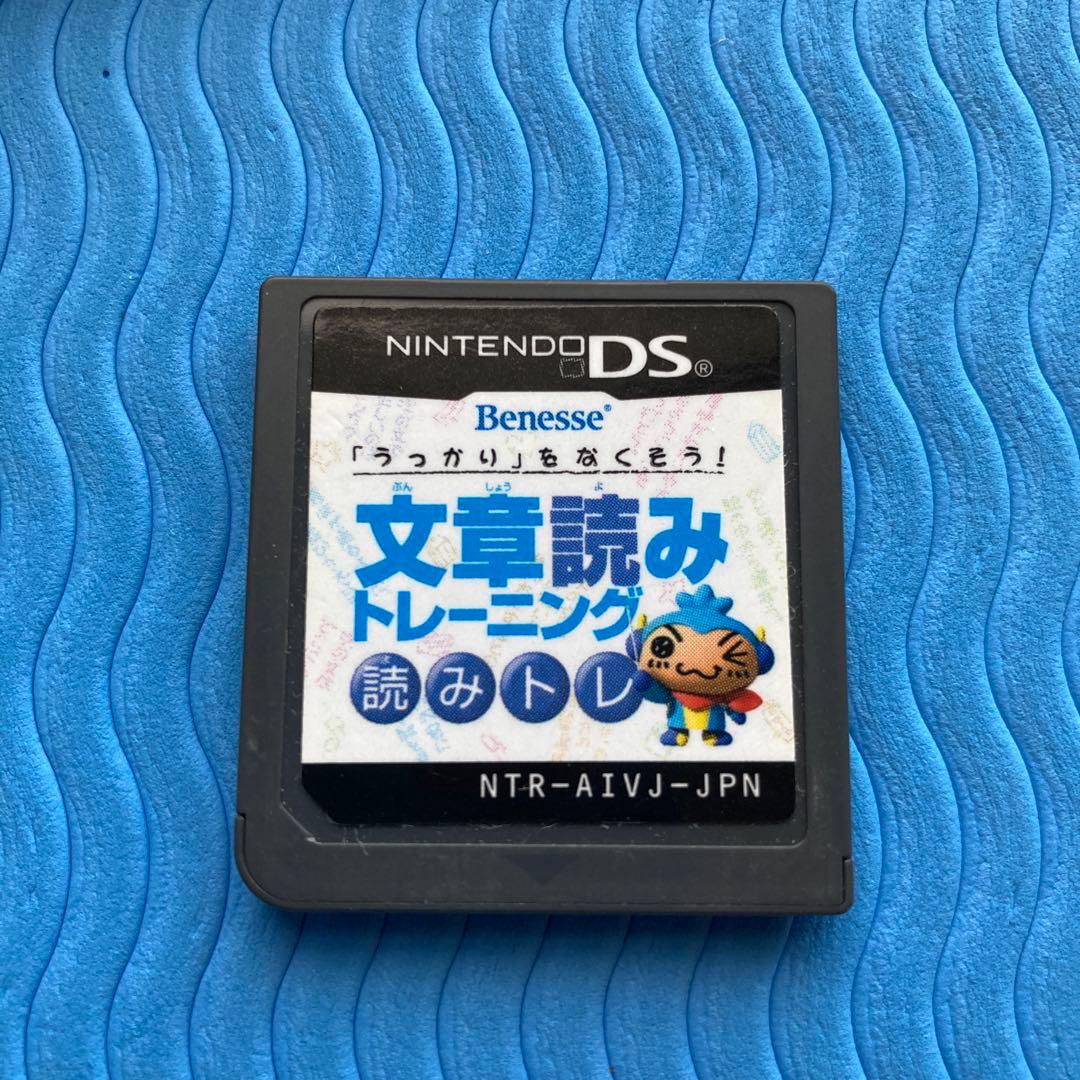 NINTENDO DS®
Benesse®
「うっかり」をなくそう!
ぶん しょう よ
文章読み
トレーニング
よ
読みトレ
NTR-AIVJ-JPN